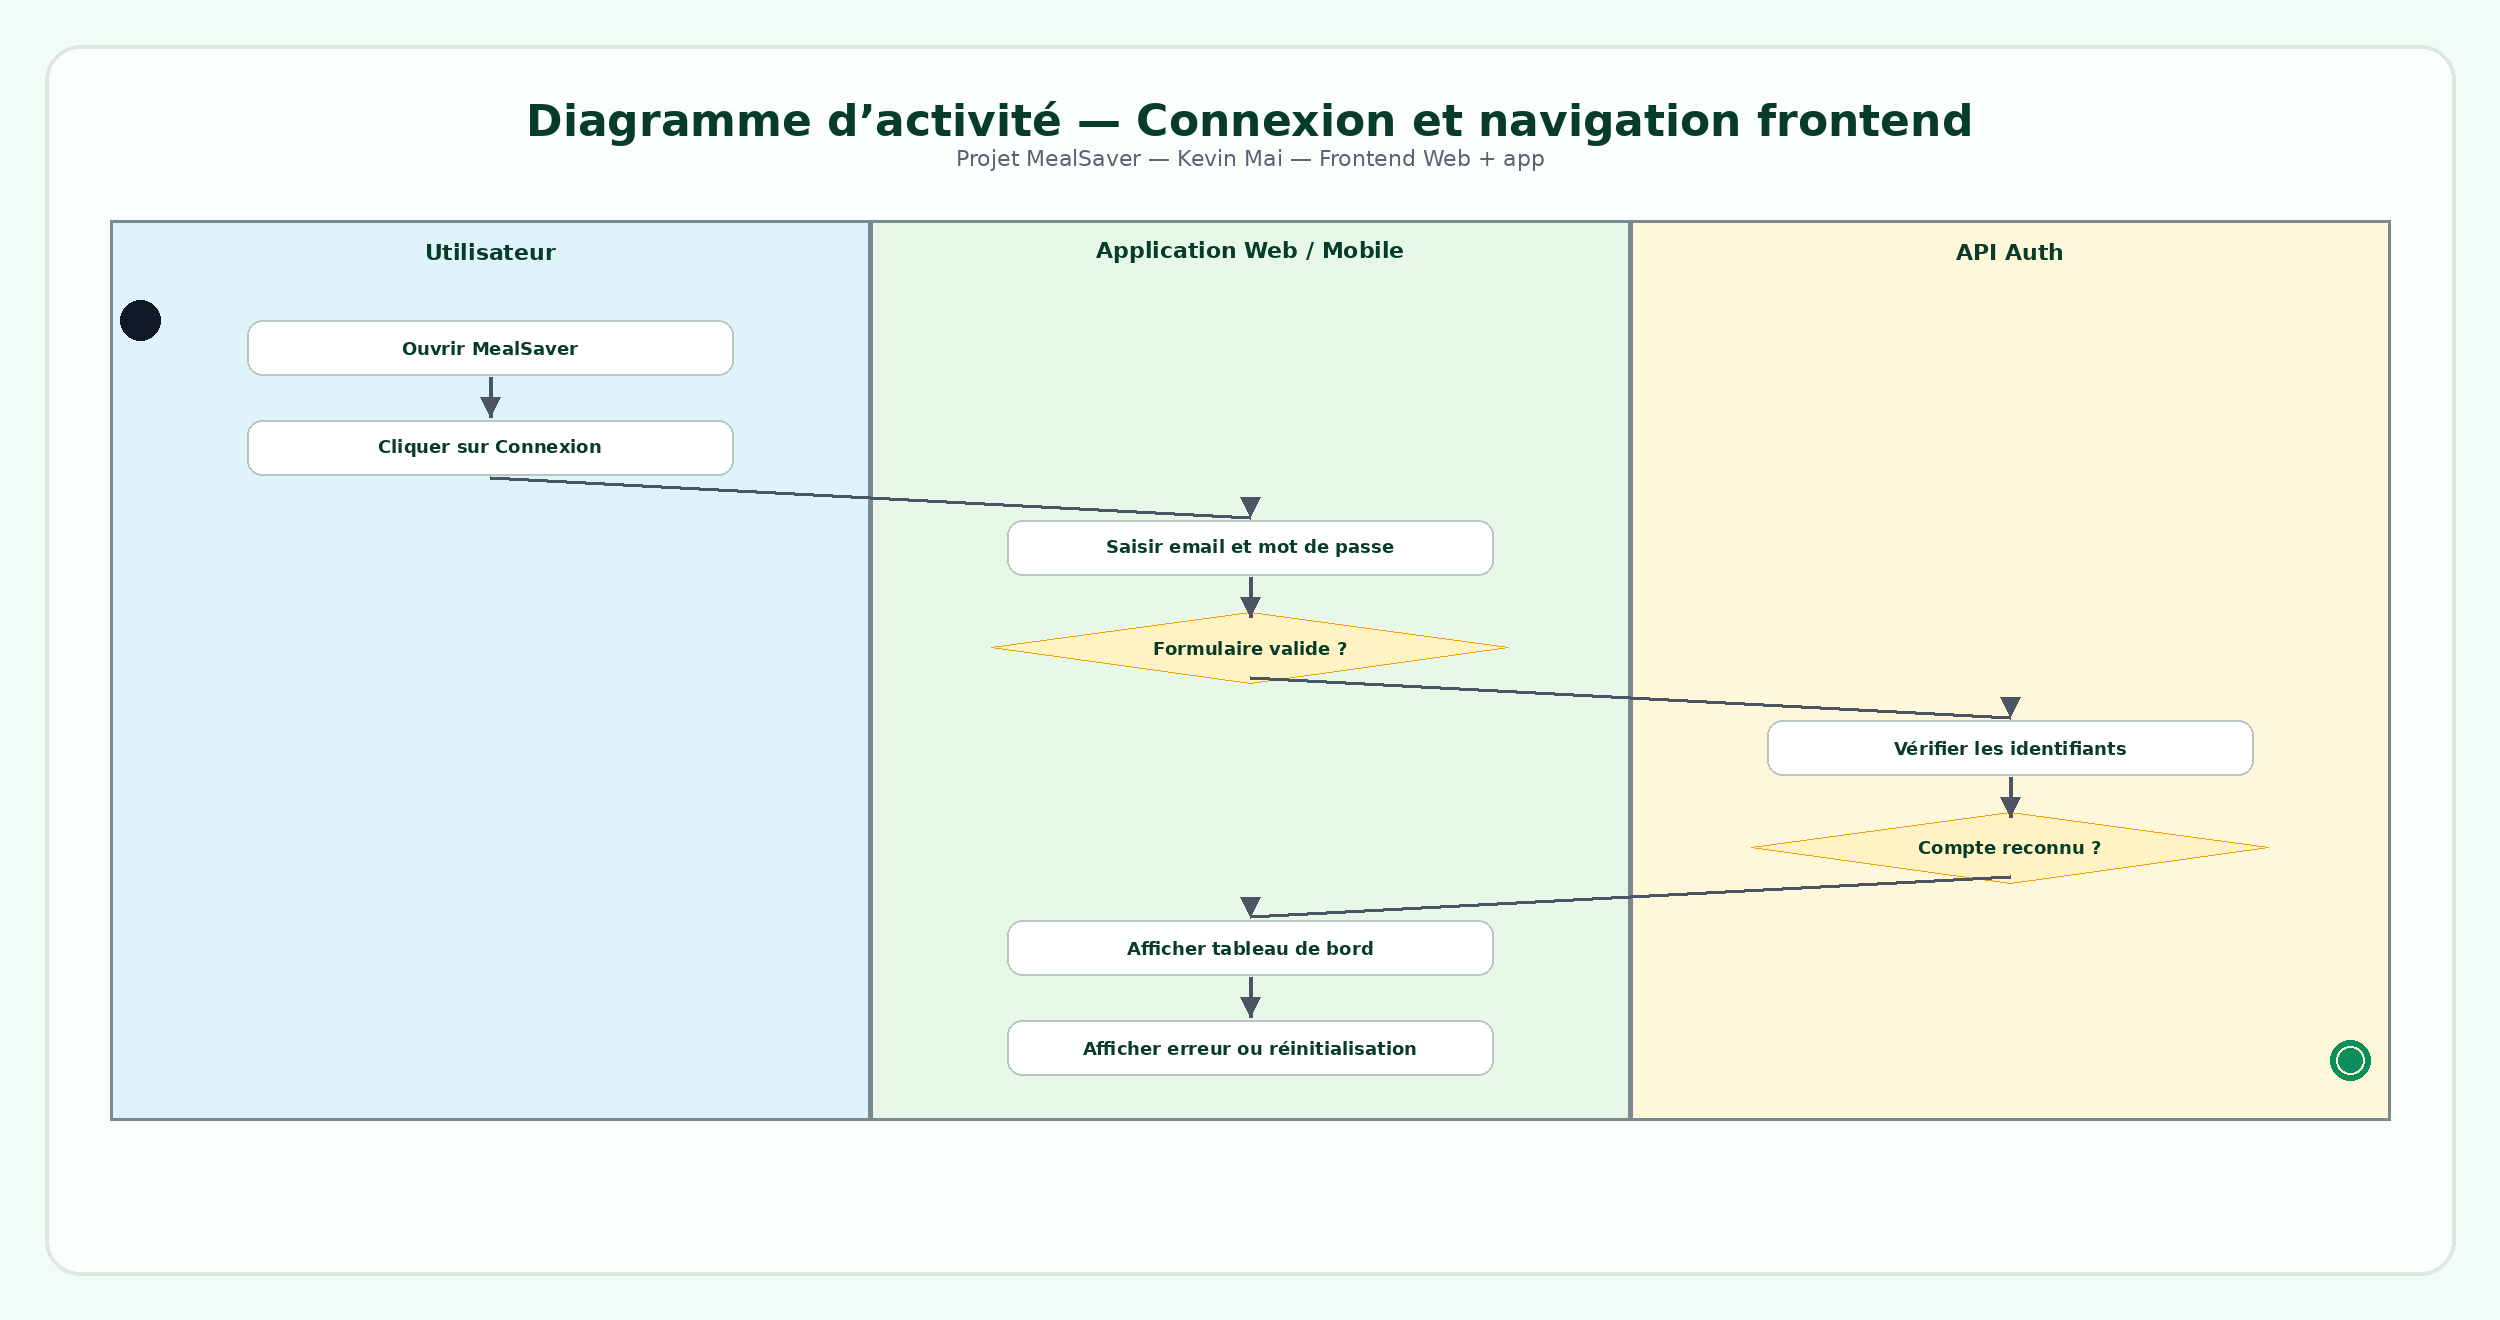 Diagramme d’activité — Connexion et navigation frontend
Projet MealSaver — Kevin Mai — Frontend Web + app
Utilisateur
Application Web / Mobile
API Auth
Ouvrir MealSaver
Cliquer sur Connexion
Saisir email et mot de passe
Formulaire valide ?
Vérifier les identifiants
Compte reconnu ?
Afficher tableau de bord
Afficher erreur ou réinitialisation